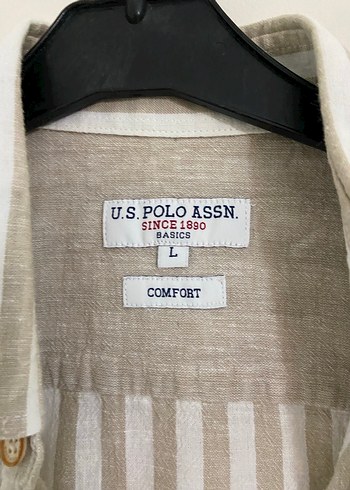 U.S. POLO ASSN.
SINCE 1890
BASICS
L
COMFORT